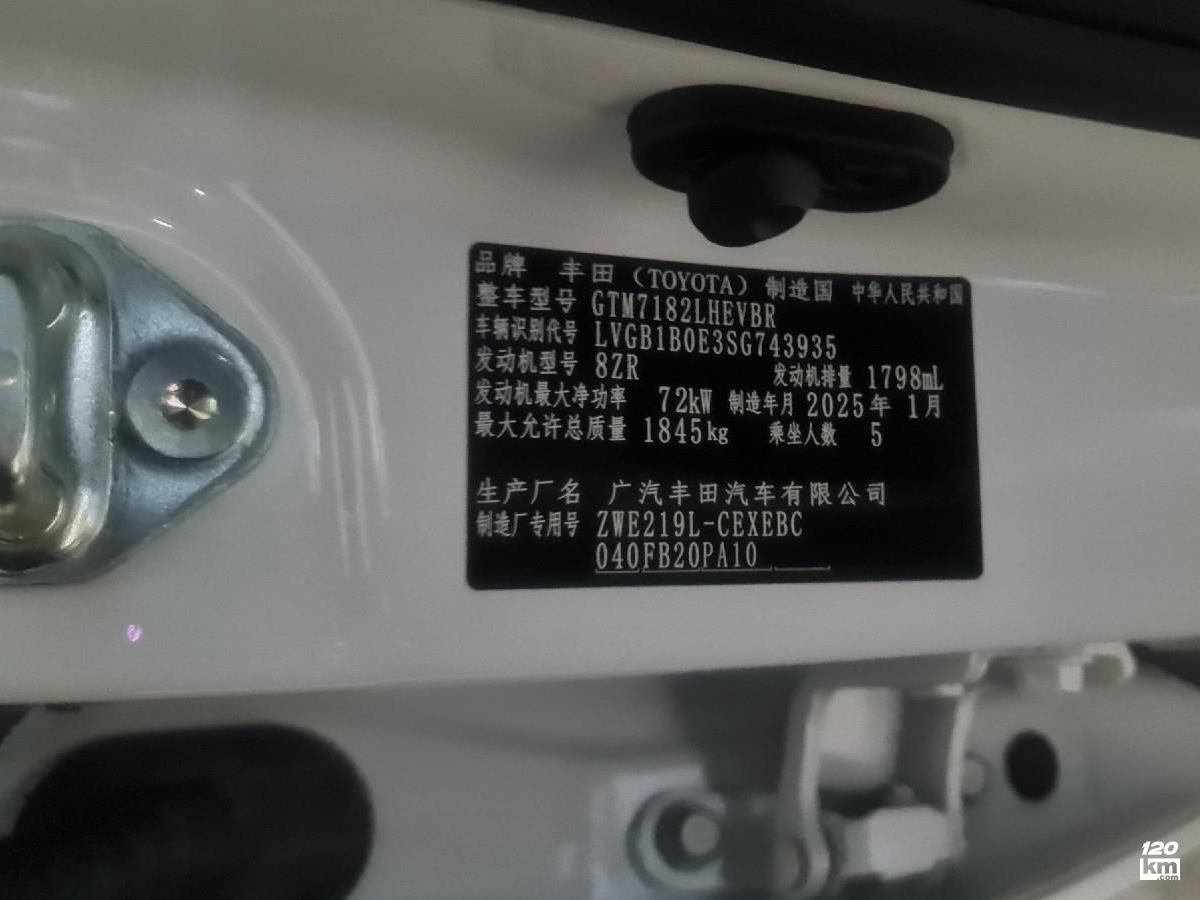 品牌 丰田（TOYOTA）制造国 中华人民共和国
整车型号 GTM7182LHEVBR
车辆识别代号 LVGB1B0E3SG743935
发动机型号 8ZR 发动机排量 1798mL
发动机最大净功率 72kW 制造年月 2025年 1月
最大允许总质量 1845kg 乘坐人数 5
生产厂名 广汽丰田汽车有限公司
制造厂专用号 ZWE219L-CEXEBC
040FB20PA10
120
km
.com